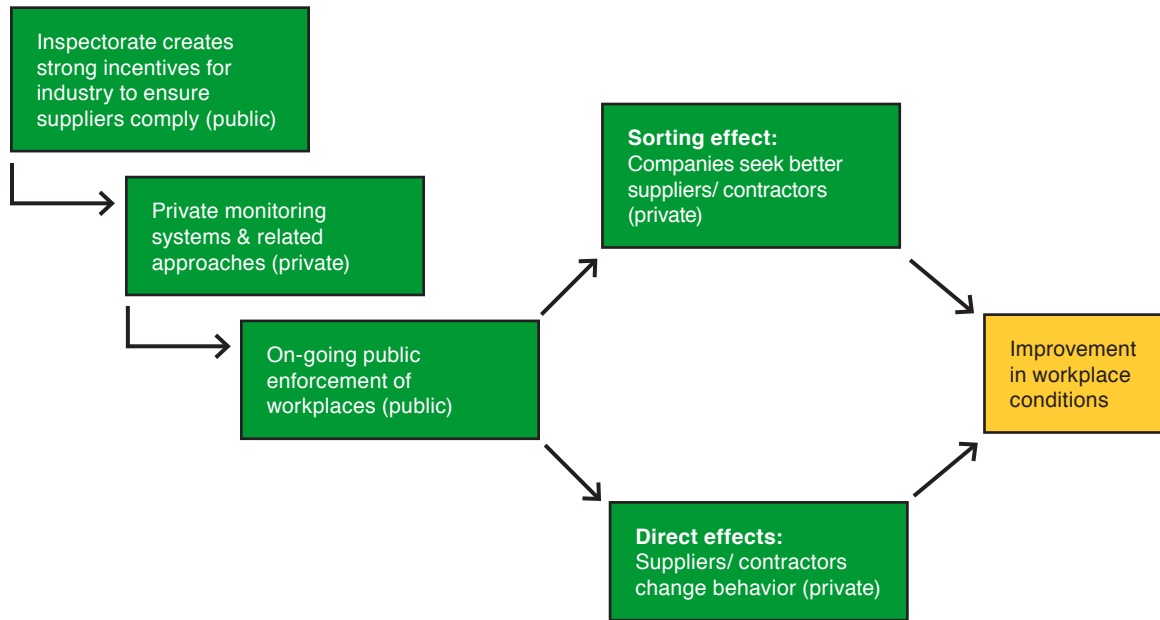 Inspectorate creates
strong incentives for
industry to ensure
suppliers comply (public)
Private monitoring
systems & related
approaches (private)
On-going public
enforcement of
workplaces (public)
Sorting effect:
Companies seek better
suppliers/ contractors
(private)
Direct effects:
Suppliers/ contractors
change behavior (private)
Improvement
in workplace
conditions